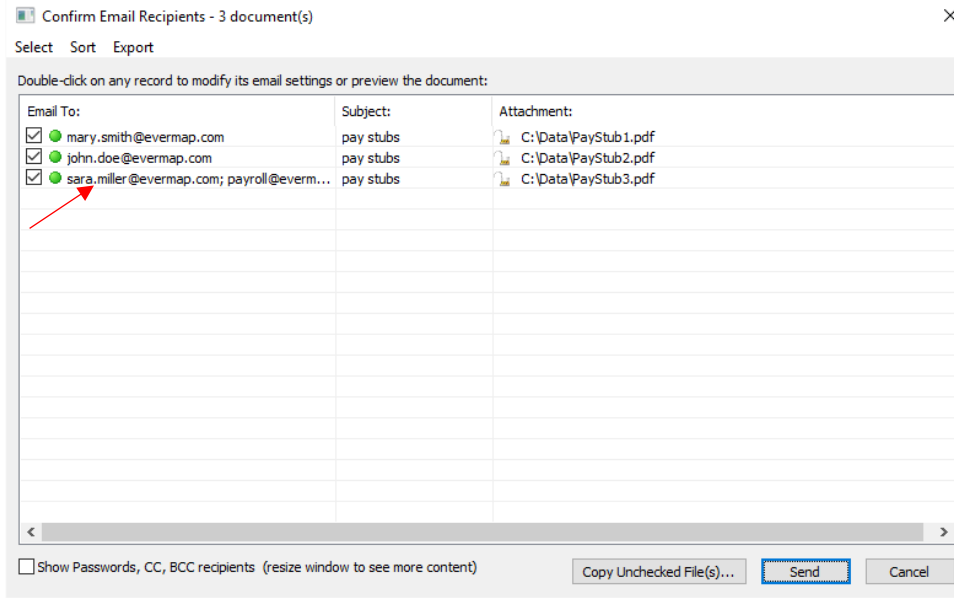 Confirm Email Recipients - 3 document(s)
Select Sort Export
Double-click on any record to modify its email settings or preview the document:
Email To: Subject: Attachment:
mary.smith@evermap.com pay stubs C:\Data\PayStub1.pdf
john.doe@evermap.com pay stubs C:\Data\PayStub2.pdf
sara.miller@evermap.com; payroll@everm... pay stubs C:\Data\PayStub3.pdf
Show Passwords, CC, BCC recipients (resize window to see more content)
Copy Unchecked File(s)... Send Cancel